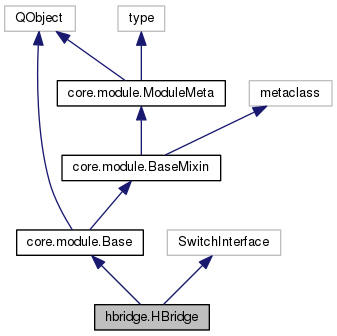 QObject
type
core.module.ModuleMeta
metaclass
core.module.BaseMixin
core.module.Base
SwitchInterface
hbridge.HBridge